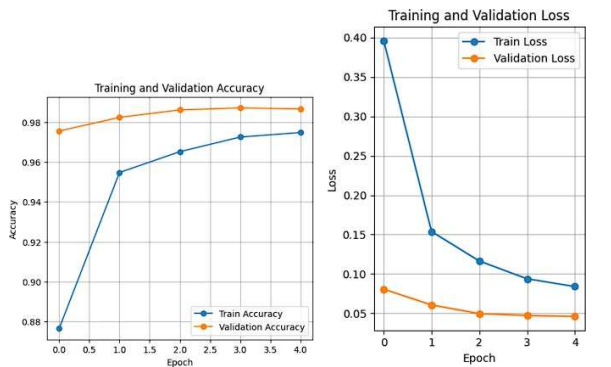 Training and Validation Accuracy
Accuracy
0.98
0.96
0.94
0.92
0.90
0.88
0.0 0.5 1.0 1.5 2.0 2.5 3.0 3.5 4.0
Epoch
Train Accuracy
Validation Accuracy
Training and Validation Loss
Loss
0.40
0.35
0.30
0.25
0.20
0.15
0.10
0.05
0 1 2 3 4
Epoch
Train Loss
Validation Loss